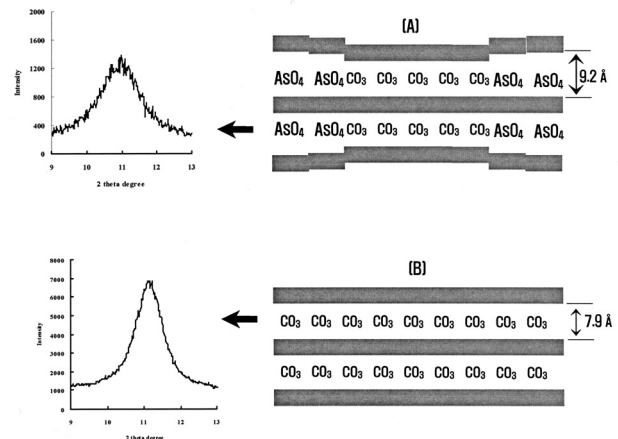 2000
1600
1200
800
400
0
Intensity
9 10 11 12 13
2 theta degree
(A)
AsO₄ AsO₄ CO₃ CO₃ CO₃ CO₃ CO₃ AsO₄ AsO₄
9.2 Å
AsO₄ AsO₄ CO₃ CO₃ CO₃ CO₃ CO₃ AsO₄ AsO₄
8000
7000
6000
5000
4000
3000
2000
1000
0
Intensity
9 10 11 12 13
2 theta degree
(B)
CO₃ CO₃ CO₃ CO₃ CO₃ CO₃ CO₃ CO₃ CO₃
7.9 Å
CO₃ CO₃ CO₃ CO₃ CO₃ CO₃ CO₃ CO₃ CO₃